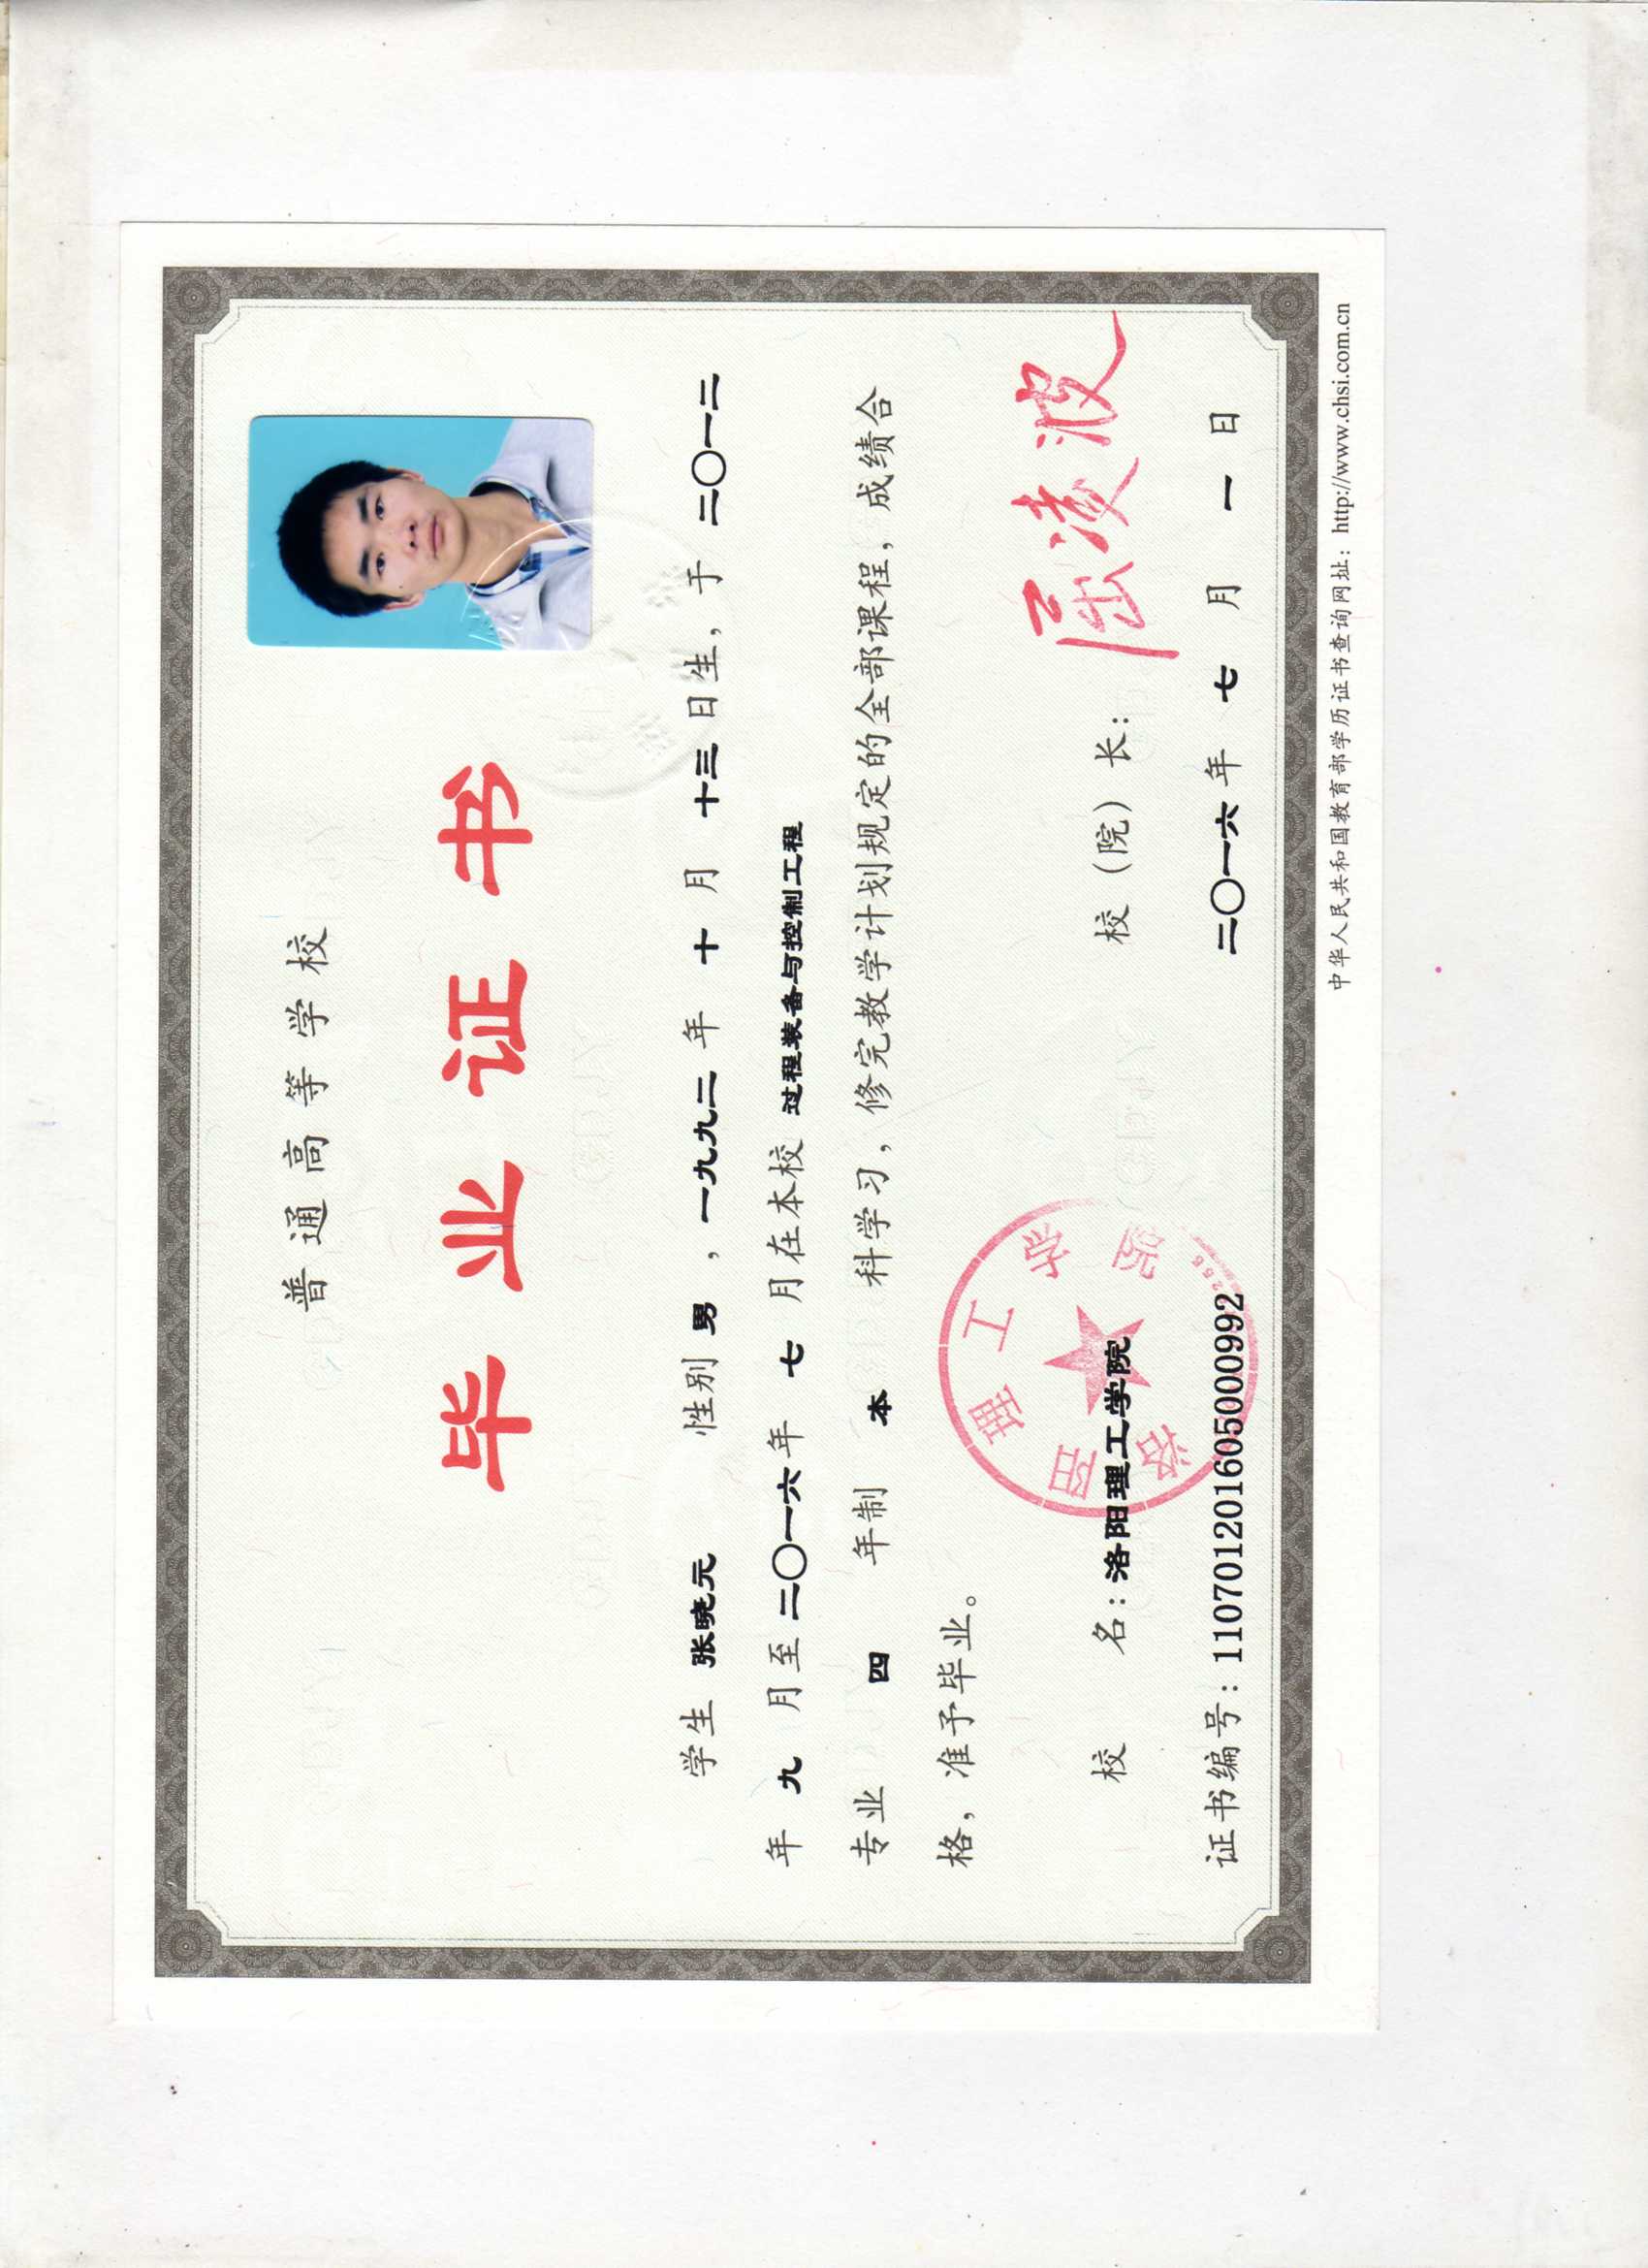 普通高等学校
毕业证书
学生 张晓元 性别 男 ，一九九二 年 十 月 十三 日生，于 二〇一二
年 九 月至 二〇一六 年 七 月在本校 过程装备与控制工程
专业 四 年制 本 科学习，修完教学计划规定的全部课程，成绩合
格，准予毕业。
洛阳理工学院
校 名：洛阳理工学院 校（院）长：屈凌波
证书编号：110701201605000992 二〇一六 年 七 月 一 日
中华人民共和国教育部学历证书查询网址：http://www.chsi.com.cn